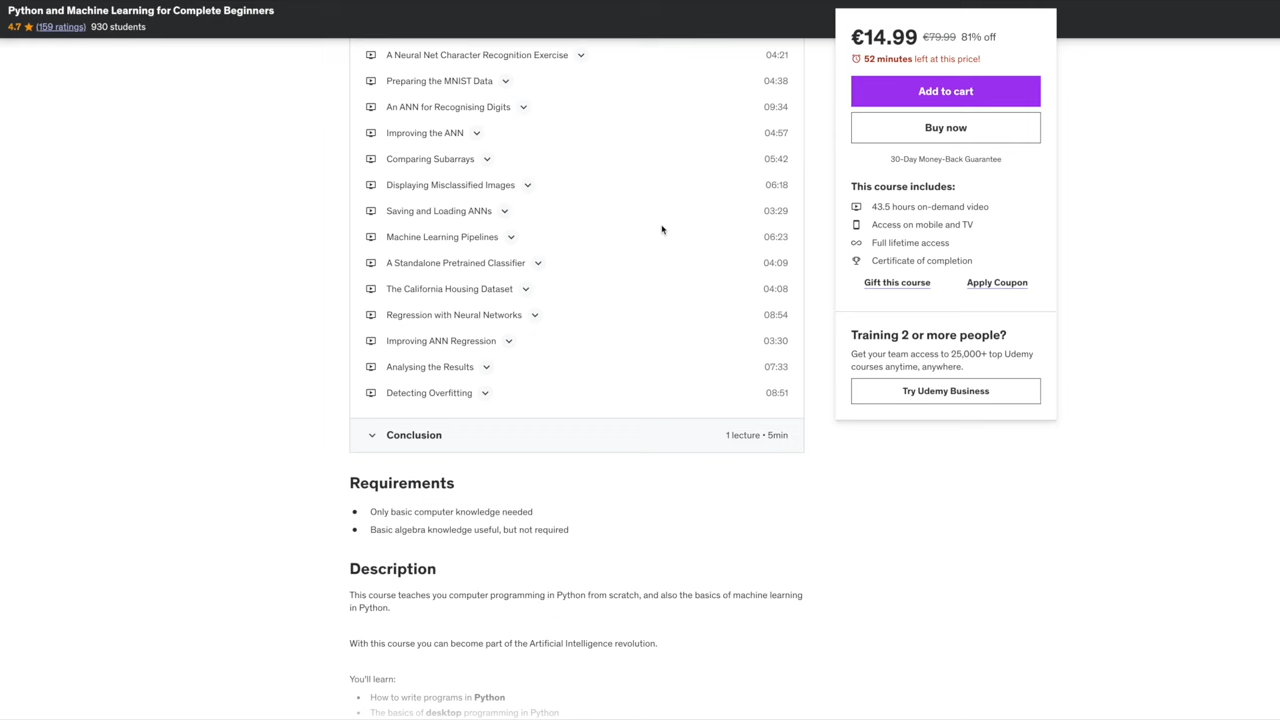 Python and Machine Learning for Complete Beginners
4.7 (159 ratings) 930 students
A Neural Net Character Recognition Exercise 04:21
Preparing the MNIST Data 04:38
An ANN for Recognising Digits 09:34
Improving the ANN 04:57
Comparing Subarrays 05:42
Displaying Misclassified Images 06:18
Saving and Loading ANNs 03:29
Machine Learning Pipelines 06:23
A Standalone Pretrained Classifier 04:09
The California Housing Dataset 04:08
Regression with Neural Networks 08:54
Improving ANN Regression 03:30
Analysing the Results 07:33
Detecting Overfitting 08:51
Conclusion 1 lecture • 5min
Requirements
Only basic computer knowledge needed
Basic algebra knowledge useful, but not required
Description
This course teaches you computer programming in Python from scratch, and also the basics of machine learning
in Python.
With this course you can become part of the Artificial Intelligence revolution.
You'll learn:
How to write programs in Python
The basics of desktop programming in Python
€14.99 €79.99 81% off
52 minutes left at this price!
Add to cart
Buy now
30-Day Money-Back Guarantee
This course includes:
43.5 hours on-demand video
Access on mobile and TV
Full lifetime access
Certificate of completion
Gift this course Apply Coupon
Training 2 or more people?
Get your team access to 25,000+ top Udemy
courses anytime, anywhere.
Try Udemy Business